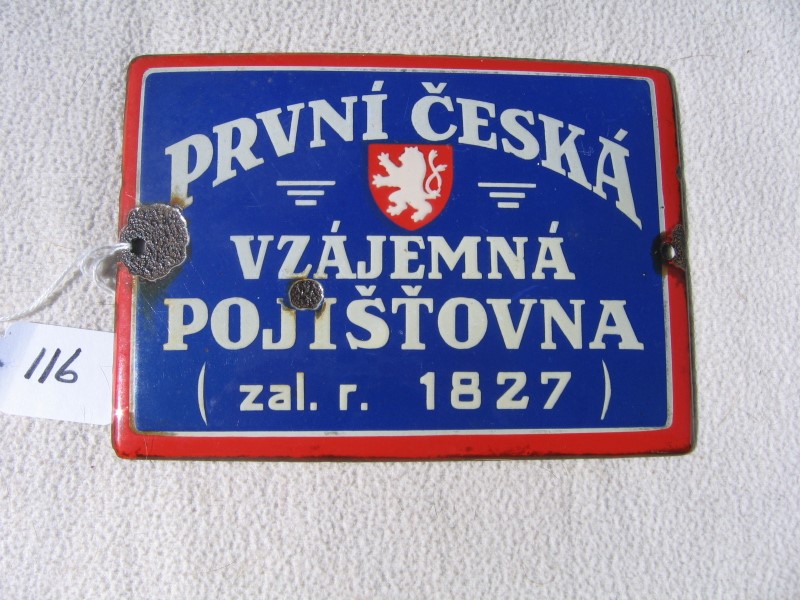 PRVNÍ ČESKÁ
VZÁJEMNÁ
POJIŠŤOVNA
( zal. r. 1827 )
116